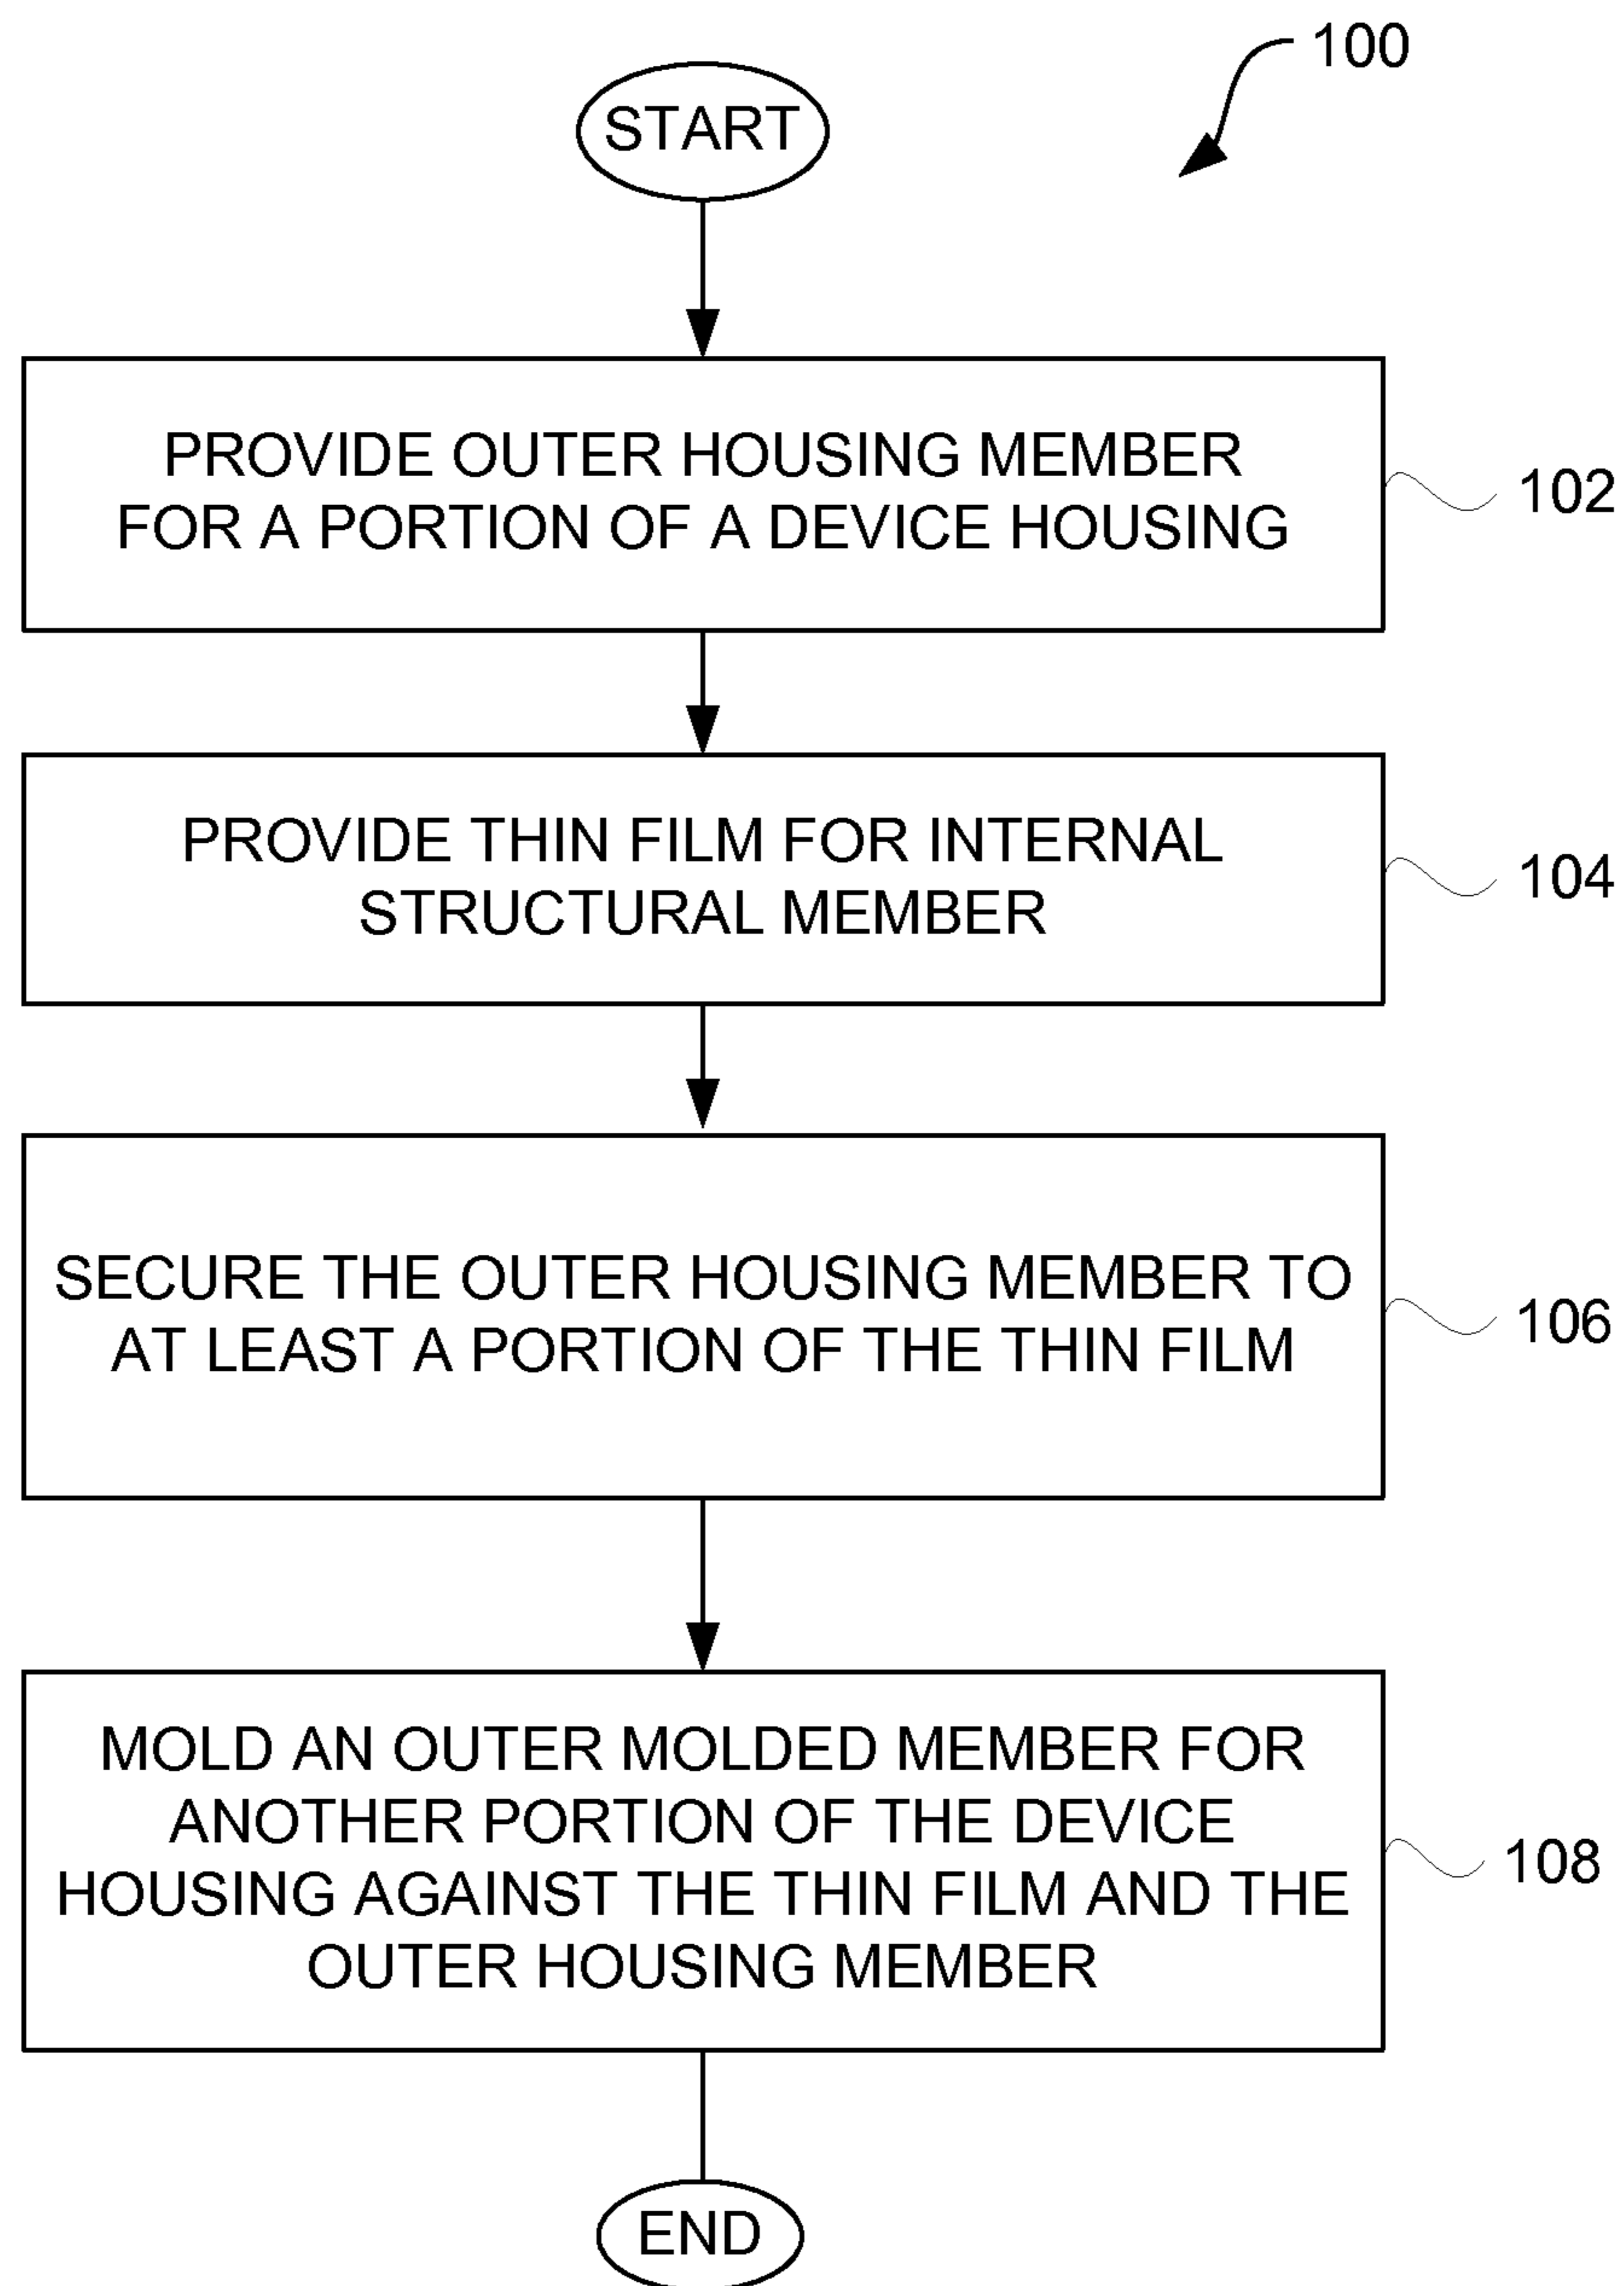 100
START
PROVIDE OUTER HOUSING MEMBER
FOR A PORTION OF A DEVICE HOUSING
102
PROVIDE THIN FILM FOR INTERNAL
STRUCTURAL MEMBER
104
SECURE THE OUTER HOUSING MEMBER TO
AT LEAST A PORTION OF THE THIN FILM
106
MOLD AN OUTER MOLDED MEMBER FOR
ANOTHER PORTION OF THE DEVICE
HOUSING AGAINST THE THIN FILM AND THE
OUTER HOUSING MEMBER
108
END